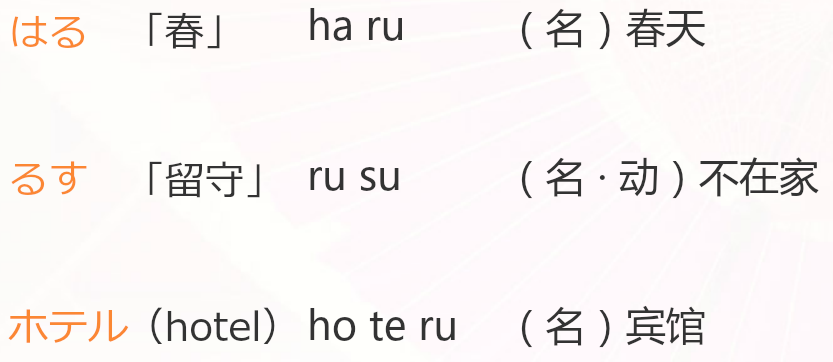 はる 「春」 ha ru （名）春天
るす 「留守」 ru su （名·动）不在家
ホテル（hotel） ho te ru （名）宾馆